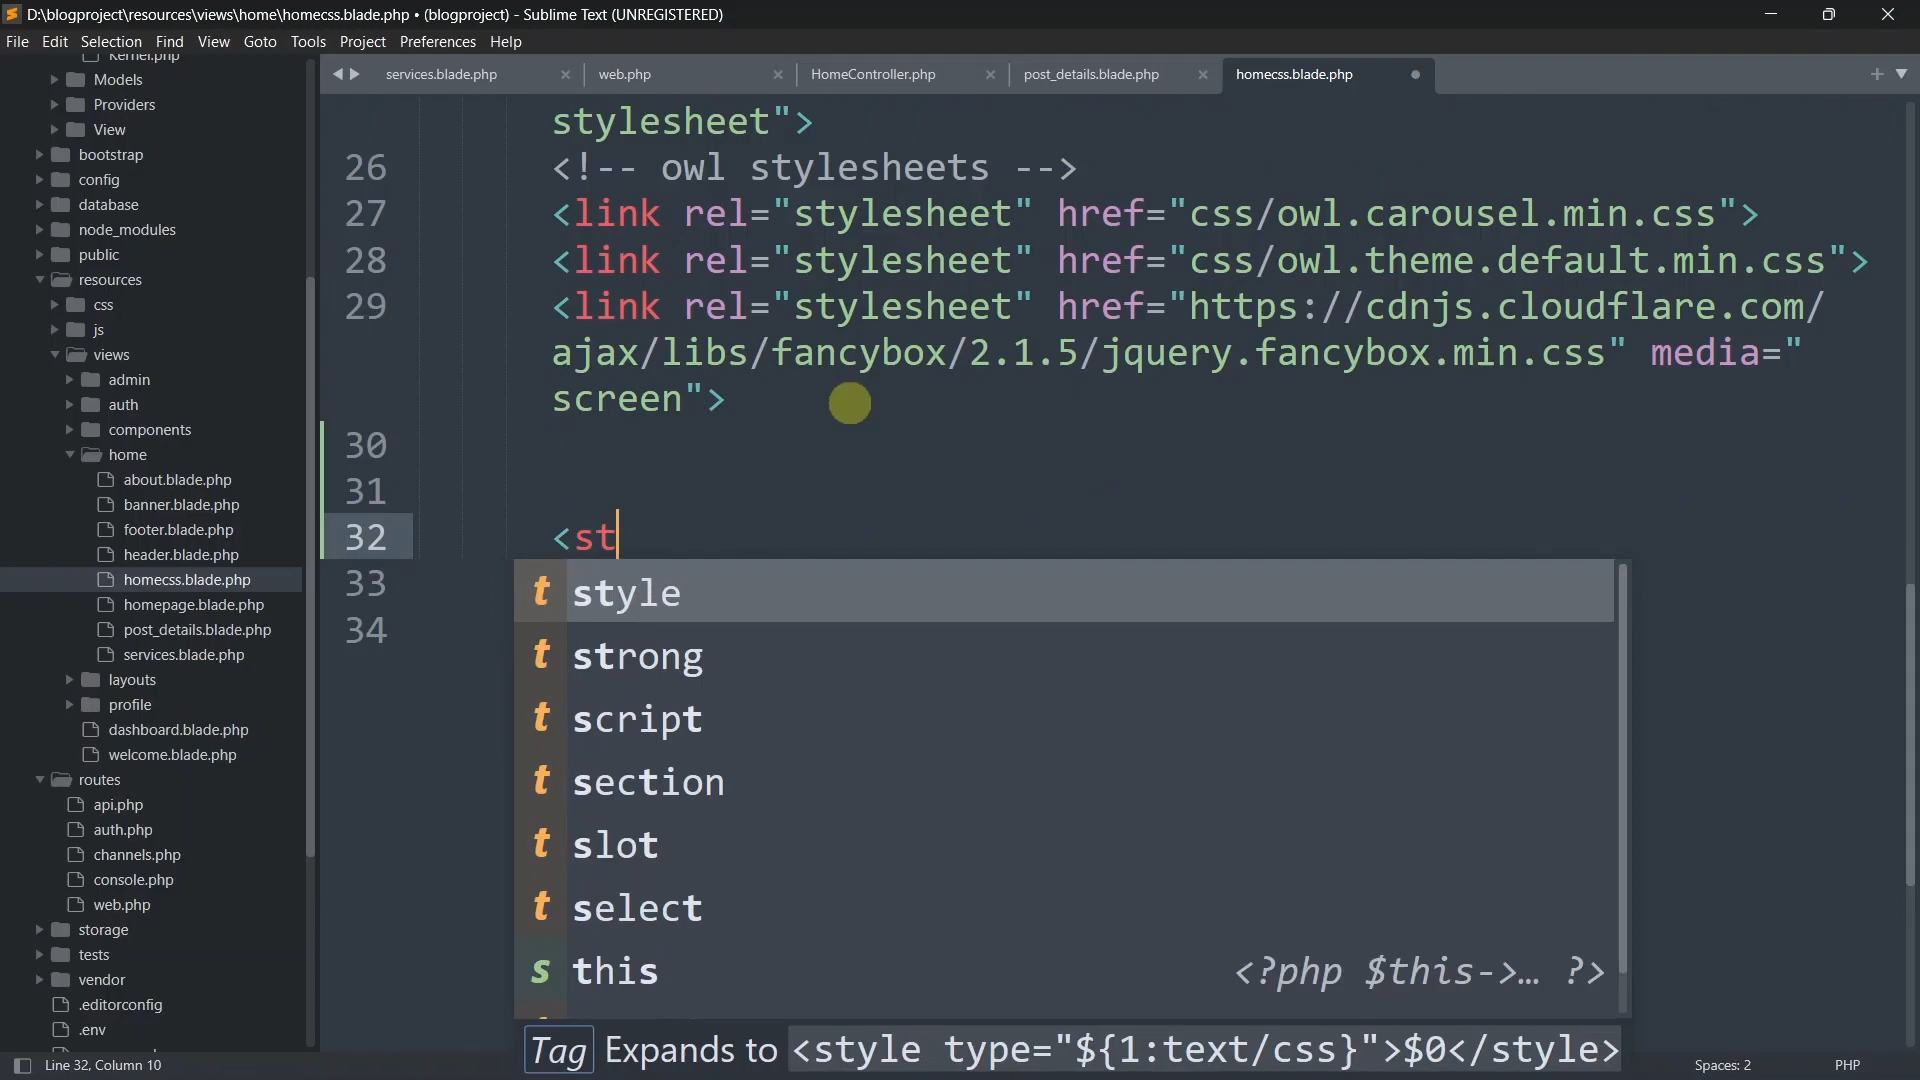 D:\blogproject\resources\views\home\homecss.blade.php • (blogproject) - Sublime Text (UNREGISTERED)
File Edit Selection Find View Goto Tools Project Preferences Help
Kernel.php
Models
Providers
View
bootstrap
config
database
node_modules
public
resources
css
js
views
admin
auth
components
home
about.blade.php
banner.blade.php
footer.blade.php
header.blade.php
homecss.blade.php
homepage.blade.php
post_details.blade.php
services.blade.php
layouts
profile
dashboard.blade.php
welcome.blade.php
routes
api.php
auth.php
channels.php
console.php
web.php
storage
tests
vendor
.editorconfig
.env
services.blade.php web.php HomeController.php post_details.blade.php homecss.blade.php
stylesheet">
26 <!-- owl stylesheets -->
27 <link rel="stylesheet" href="css/owl.carousel.min.css">
28 <link rel="stylesheet" href="css/owl.theme.default.min.css">
29 <link rel="stylesheet" href="https://cdnjs.cloudflare.com/
ajax/libs/fancybox/2.1.5/jquery.fancybox.min.css" media="
screen">
30
31
32 <st
33
34
t style
t strong
t script
t section
t slot
t select
s this <?php $this->… ?>
Tag Expands to <style type="${1:text/css}">$0</style>
Line 32, Column 10 Spaces: 2 PHP